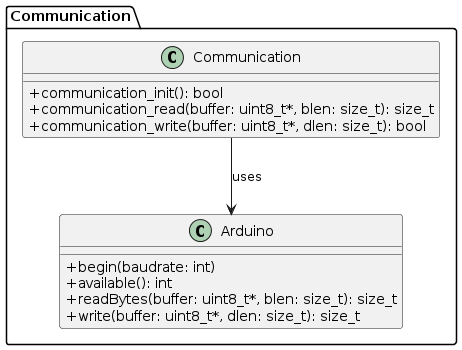 Communication
C Communication
+communication_init(): bool
+communication_read(buffer: uint8_t*, blen: size_t): size_t
+communication_write(buffer: uint8_t*, dlen: size_t): bool
uses
C Arduino
+begin(baudrate: int)
+available(): int
+readBytes(buffer: uint8_t*, blen: size_t): size_t
+write(buffer: uint8_t*, dlen: size_t): size_t